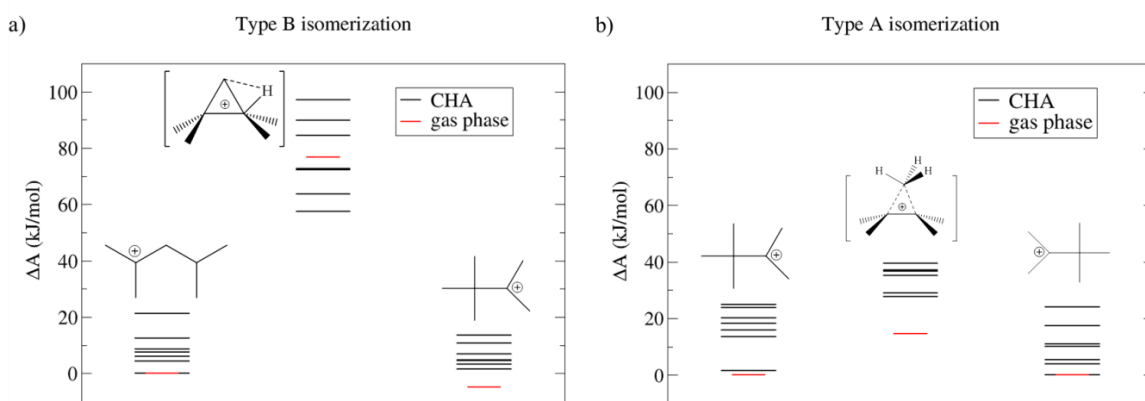 a)
Type B isomerization
H
⊕
CHA
gas phase
100
80
60
40
20
0
ΔA (kJ/mol)
⊕
⊕
b)
Type A isomerization
H
H
H
⊕
CHA
gas phase
100
80
60
40
20
0
ΔA (kJ/mol)
⊕
⊕